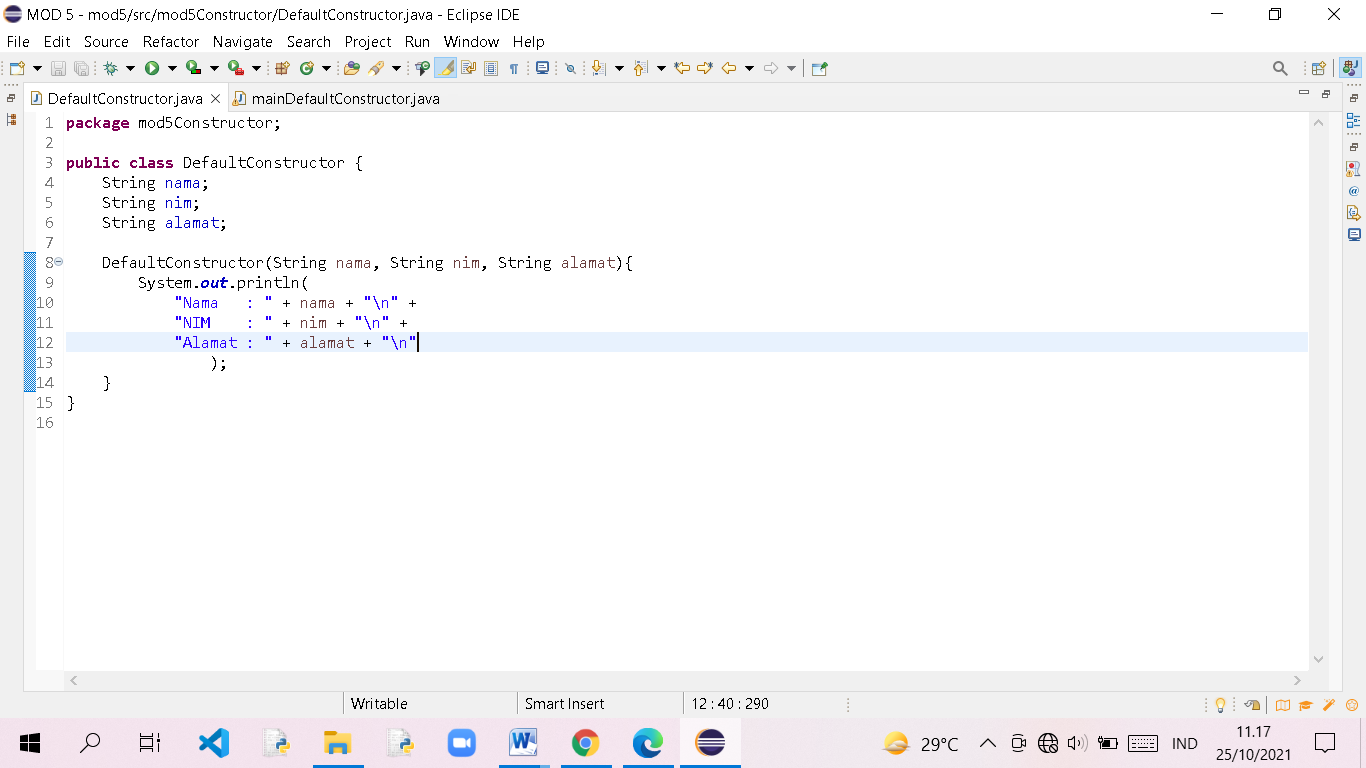 MOD 5 - mod5/src/mod5Constructor/DefaultConstructor.java - Eclipse IDE
File Edit Source Refactor Navigate Search Project Run Window Help
DefaultConstructor.java mainDefaultConstructor.java
1 package mod5Constructor;
2
3 public class DefaultConstructor {
4     String nama;
5     String nim;
6     String alamat;
7
8     DefaultConstructor(String nama, String nim, String alamat){
9         System.out.println(
10             "Nama   : " + nama + "\n" +
11             "NIM    : " + nim + "\n" +
12             "Alamat : " + alamat + "\n"
13                 );
14     }
15 }
16
Writable Smart Insert 12 : 40 : 290
29°C IND 11.17
25/10/2021